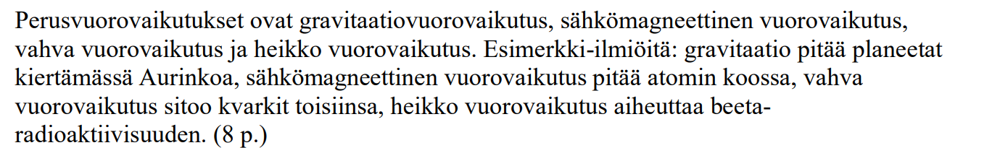 Perusvuorovaikutukset ovat gravitaatiovuorovaikutus, sähkömagneettinen vuorovaikutus,
vahva vuorovaikutus ja heikko vuorovaikutus. Esimerkki-ilmiöitä: gravitaatio pitää planeetat
kiertämässä Aurinkoa, sähkömagneettinen vuorovaikutus pitää atomin koossa, vahva
vuorovaikutus sitoo kvarkit toisiinsa, heikko vuorovaikutus aiheuttaa beeta-
radioaktiivisuuden. (8 p.)